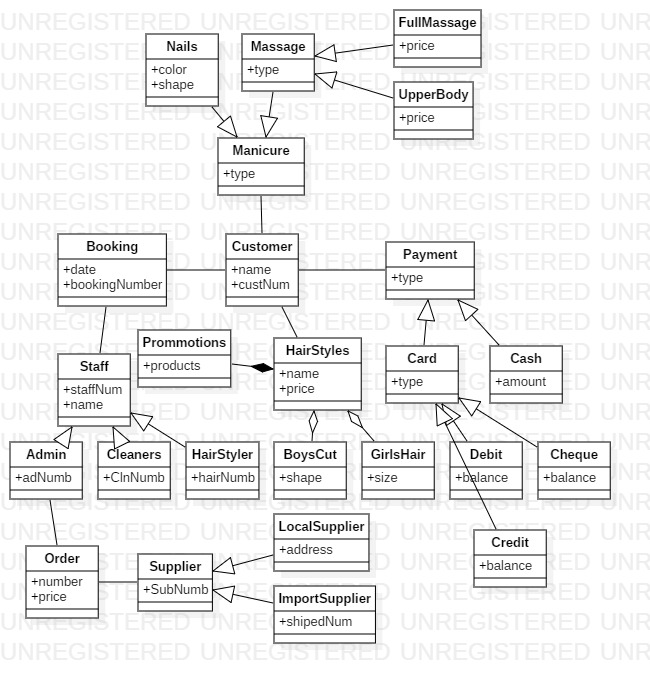 FullMassage
+price
Nails
+color
+shape
Massage
+type
UpperBody
+price
Manicure
+type
Booking
+date
+bookingNumber
Customer
+name
+custNum
Payment
+type
Prommotions
+products
HairStyles
+name
+price
Card
+type
Cash
+amount
Staff
+staffNum
+name
Admin
+adNumb
Cleaners
+ClnNumb
HairStyler
+hairNumb
BoysCut
+shape
GirlsHair
+size
Debit
+balance
Cheque
+balance
LocalSupplier
+address
Credit
+balance
Order
+number
+price
Supplier
+SubNumb
ImportSupplier
+shipedNum
UNREGISTERED